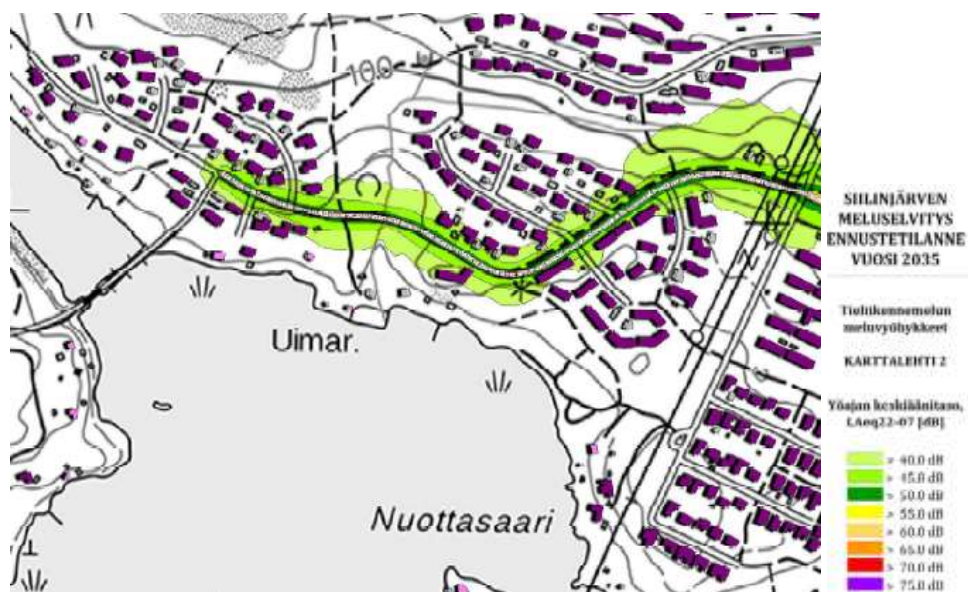 100
Uimar.
Nuottasaari
SIILINJÄRVEN
MELUSELVITYS
ENNUSTETILANNE
VUOSI 2035
Tieliikennemelun
meluvyöhykkeet
KARTTALEHTI 2
Yöajan keskiäänitaso,
LAeq22-07 [dB]
> 40.0 dB
> 45.0 dB
> 50.0 dB
> 55.0 dB
> 60.0 dB
> 65.0 dB
> 70.0 dB
> 75.0 dB